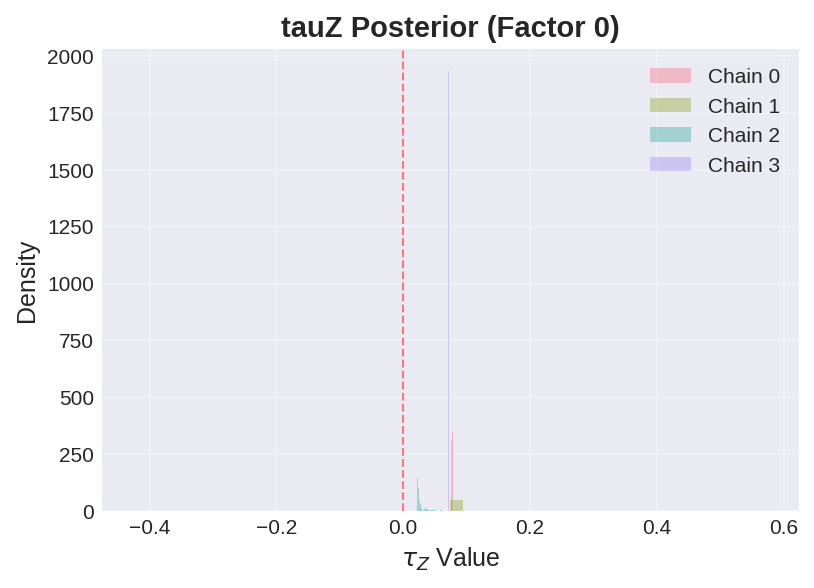 tauZ Posterior (Factor 0)
2000
1750
1500
1250
1000
750
500
250
0
Density
Chain 0
Chain 1
Chain 2
Chain 3
−0.4 −0.2 0.0 0.2 0.4 0.6
τ_Z Value